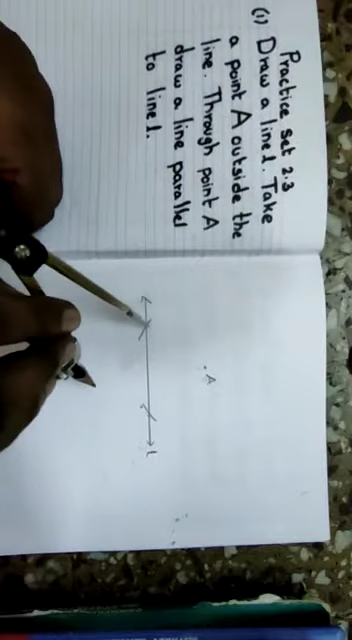 Practice set 2.3
(1) Draw a line l. Take
a point A outside the
line. Through point A
draw a line parallel
to line l.
A
l